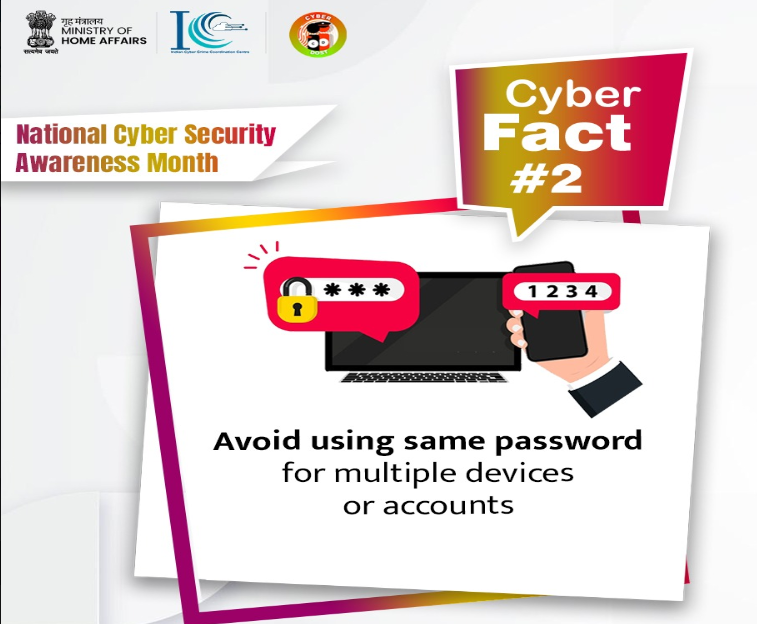 गृह मंत्रालय
MINISTRY OF
HOME AFFAIRS
सत्यमेव जयते
Indian Cyber Crime Coordination Centre
CYBER
DOST
National Cyber Security
Awareness Month
Cyber
Fact
#2
***
1234
Avoid using same password
for multiple devices
or accounts